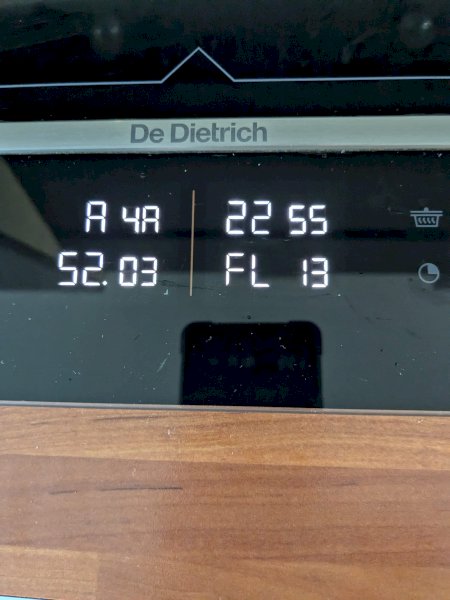 De Dietrich
A 4A 22 55
52.03 FL 13